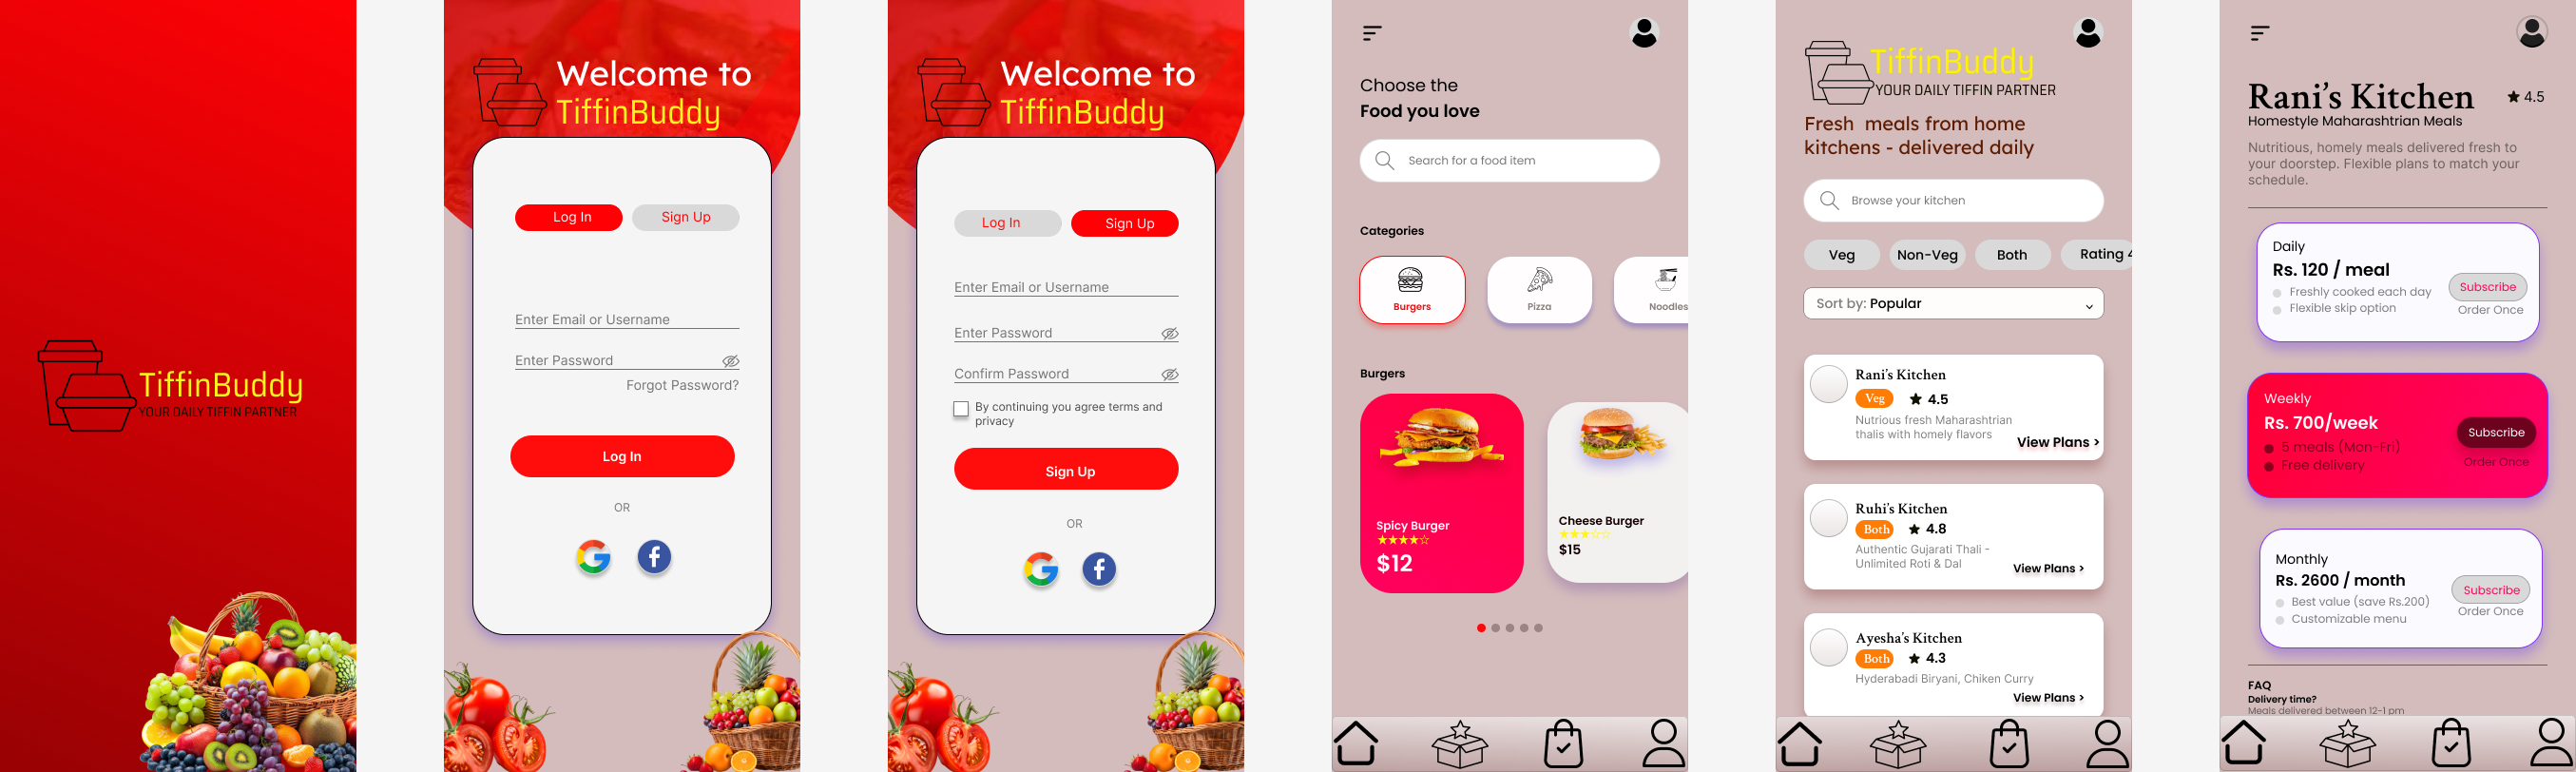 TiffinBuddy
YOUR DAILY TIFFIN PARTNER
Welcome to
TiffinBuddy
Log In
Sign Up
Enter Email or Username
Enter Password
Forgot Password?
Log In
OR
Welcome to
TiffinBuddy
Log In
Sign Up
Enter Email or Username
Enter Password
Confirm Password
By continuing you agree terms and
privacy
Sign Up
OR
Choose the
Food you love
Search for a food item
Categories
Burgers
Pizza
Noodles
Burgers
Spicy Burger
$12
Cheese Burger
$15
TiffinBuddy
YOUR DAILY TIFFIN PARTNER
Fresh meals from home
kitchens - delivered daily
Browse your kitchen
Veg
Non-Veg
Both
Rating 4
Sort by: Popular
Rani's Kitchen
Veg
4.5
Nutrious fresh Maharashtrian
thalis with homely flavors
View Plans >
Ruhi's Kitchen
Both
4.8
Authentic Gujarati Thali -
Unlimited Roti & Dal
View Plans >
Ayesha's Kitchen
Both
4.3
Hyderabadi Biryani, Chiken Curry
View Plans >
Rani's Kitchen
4.5
Homestyle Maharashtrian Meals
Nutritious, homely meals delivered fresh to
your doorstep. Flexible plans to match your
schedule.
Daily
Rs. 120 / meal
Freshly cooked each day
Flexible skip option
Subscribe
Order Once
Weekly
Rs. 700/week
5 meals (Mon-Fri)
Free delivery
Subscribe
Order Once
Monthly
Rs. 2600 / month
Best value (save Rs.200)
Customizable menu
Subscribe
Order Once
FAQ
Delivery time?
Meals delivered between 12-1 pm